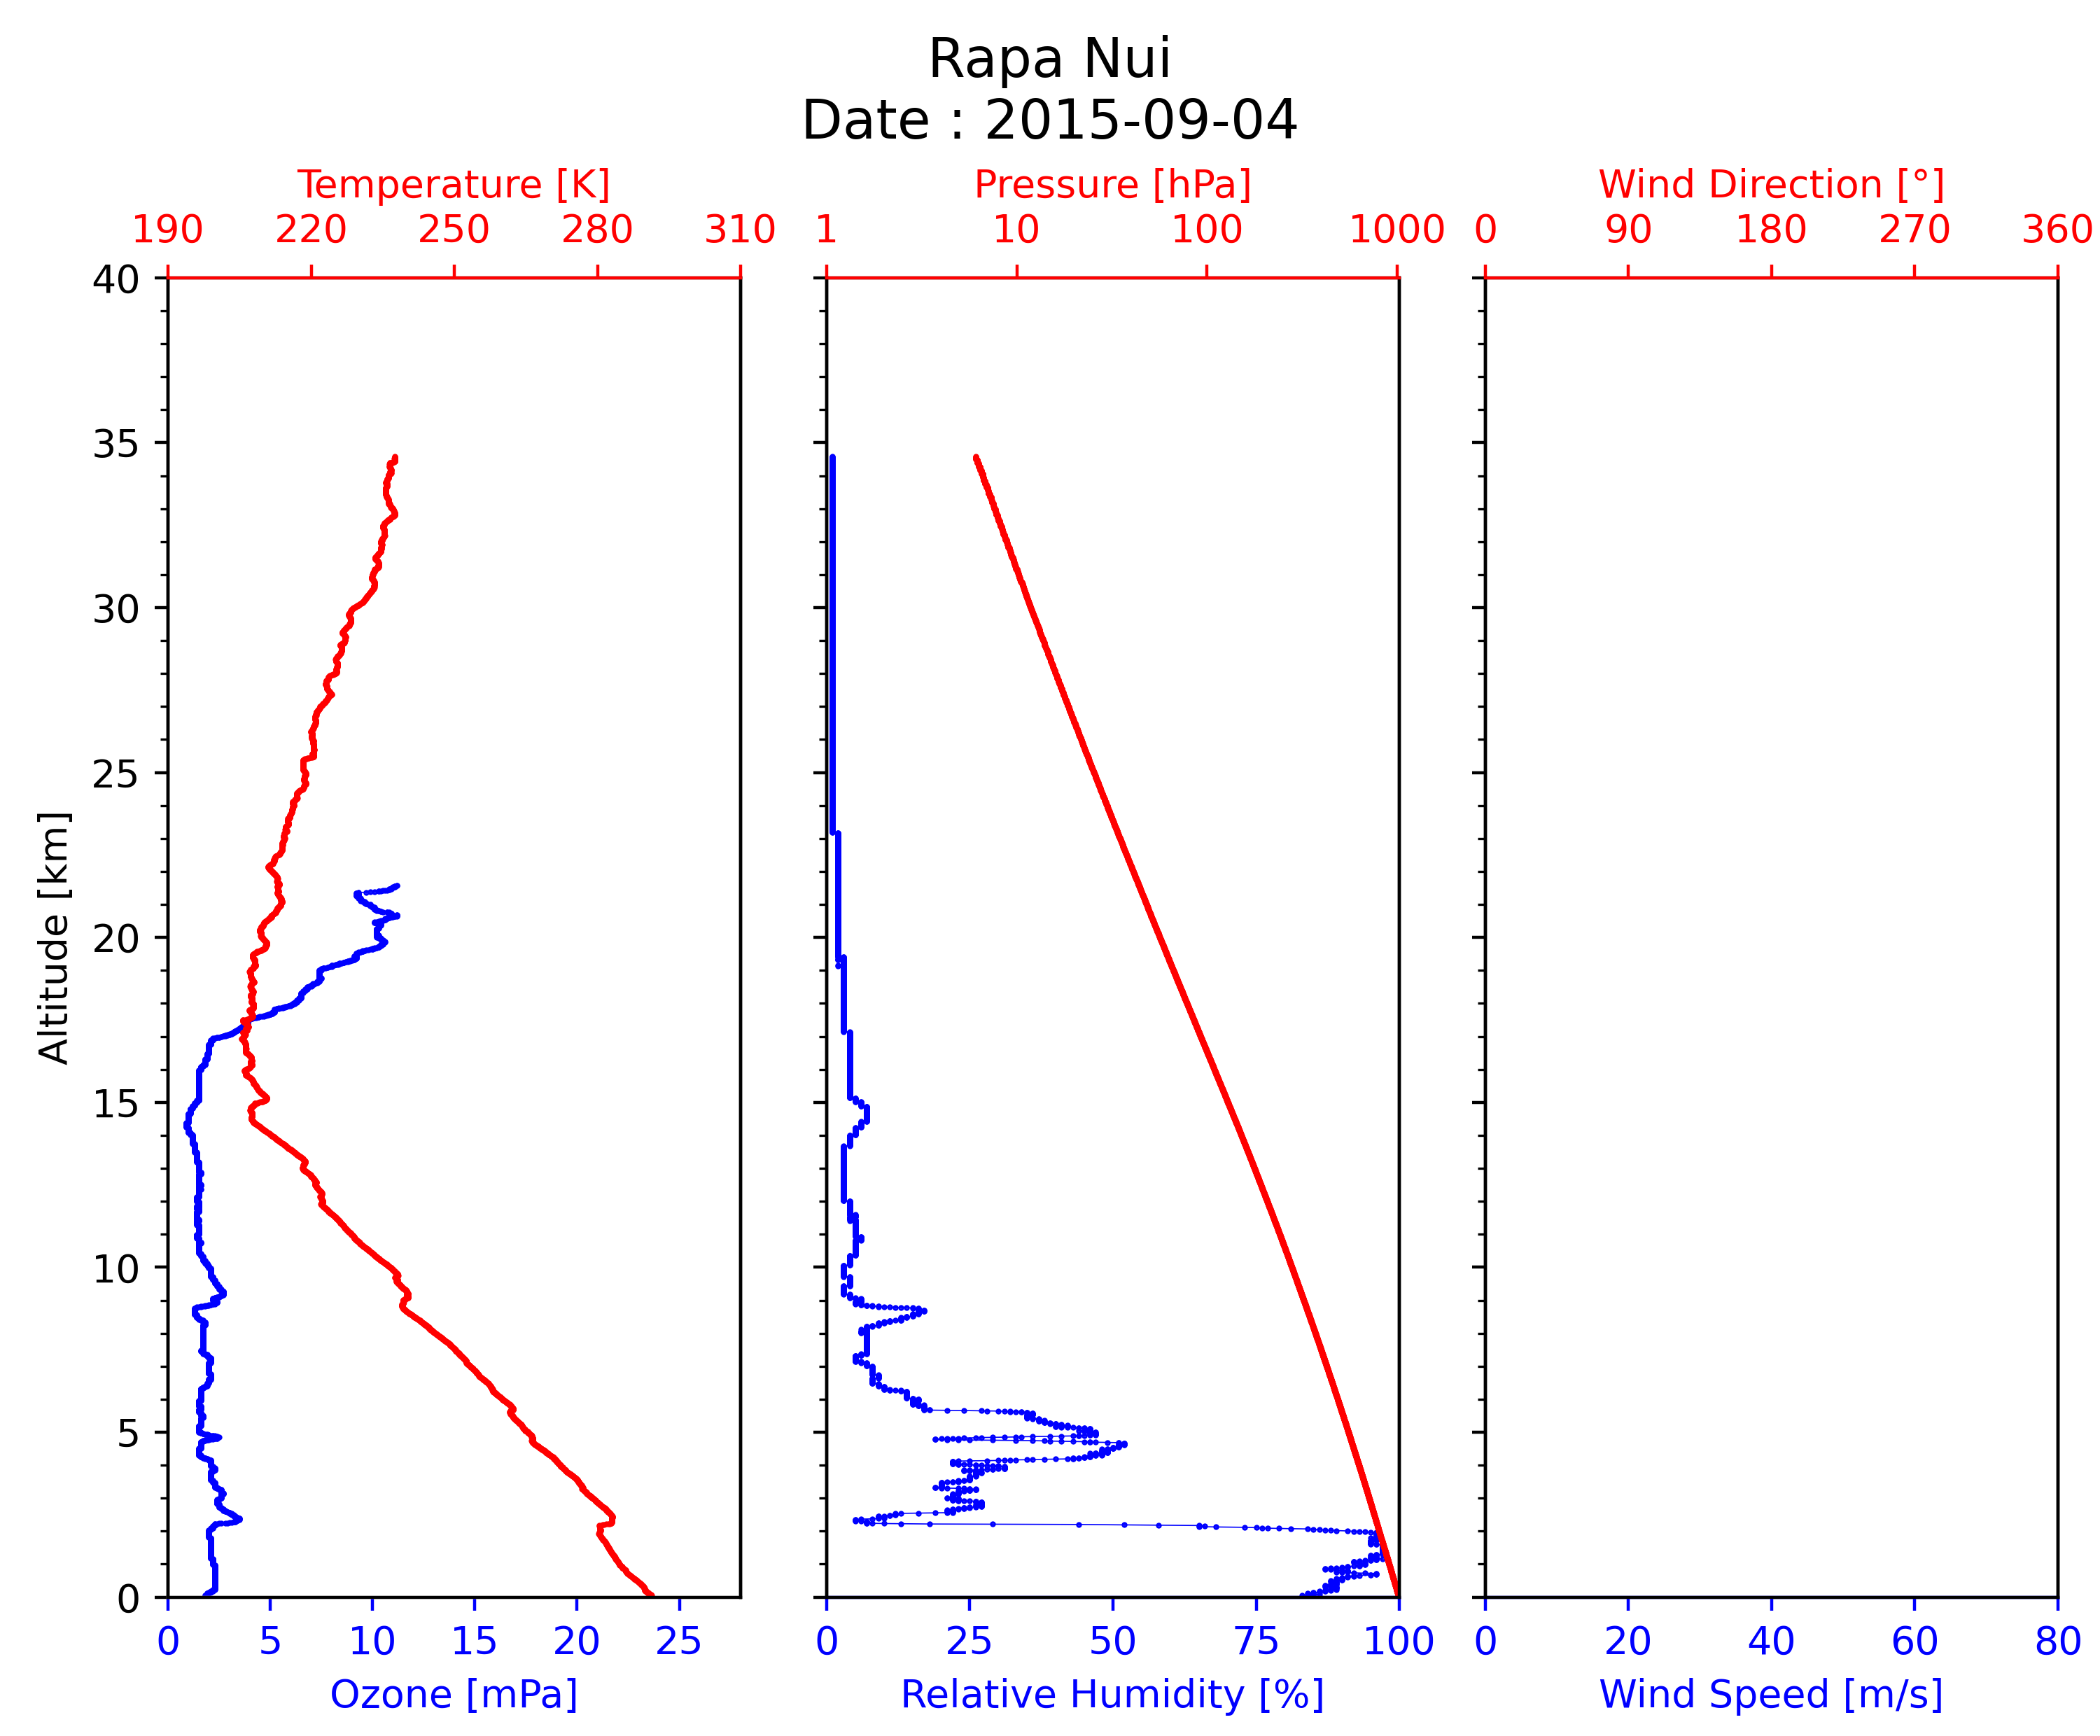 Rapa Nui
Date : 2015-09-04
Temperature [K] Pressure [hPa] Wind Direction [°]
190 220 250 280 310 1 10 100 1000 0 90 180 270 360
40
35
30
25
20
15
10
5
0
Altitude [km]
0 5 10 15 20 25 0 25 50 75 100 0 20 40 60 80
Ozone [mPa] Relative Humidity [%] Wind Speed [m/s]